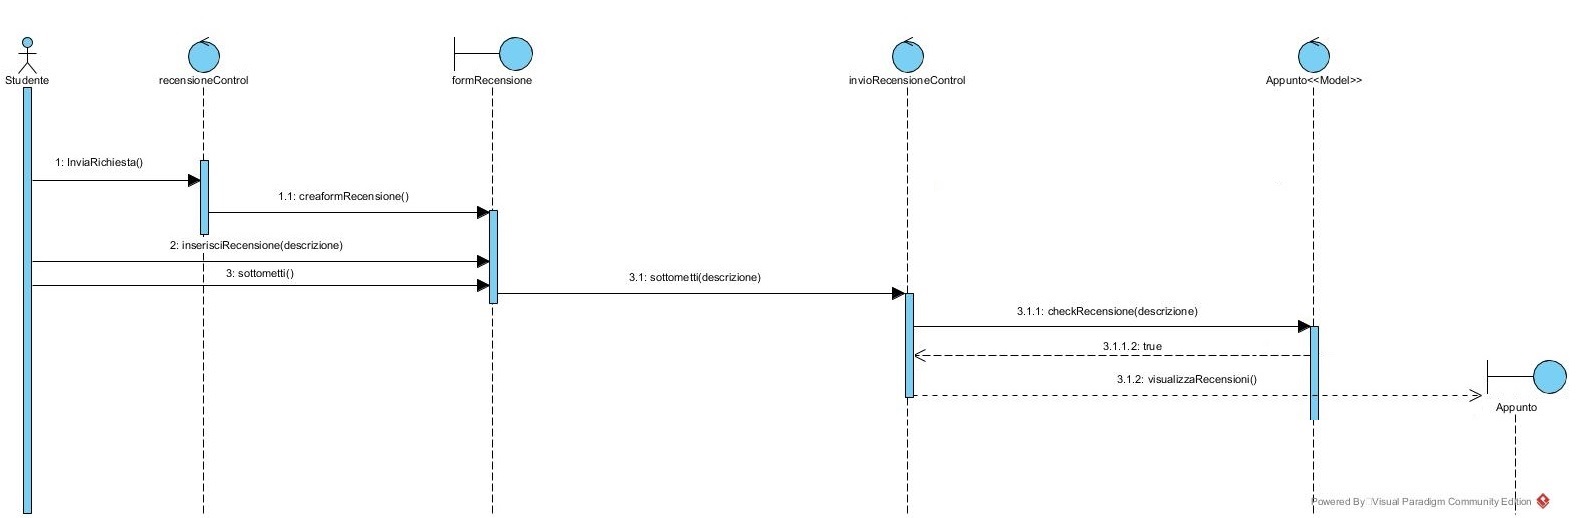 Studente
recensioneControl
formRecensione
invioRecensioneControl
Appunto<<Model>>
1: InviaRichiesta()
1.1: creaformRecensione()
2: inserisciRecensione(descrizione)
3: sottometti()
3.1: sottometti(descrizione)
3.1.1: checkRecensione(descrizione)
3.1.1.2: true
3.1.2: visualizzaRecensioni()
Appunto
Powered By Visual Paradigm Community Edition